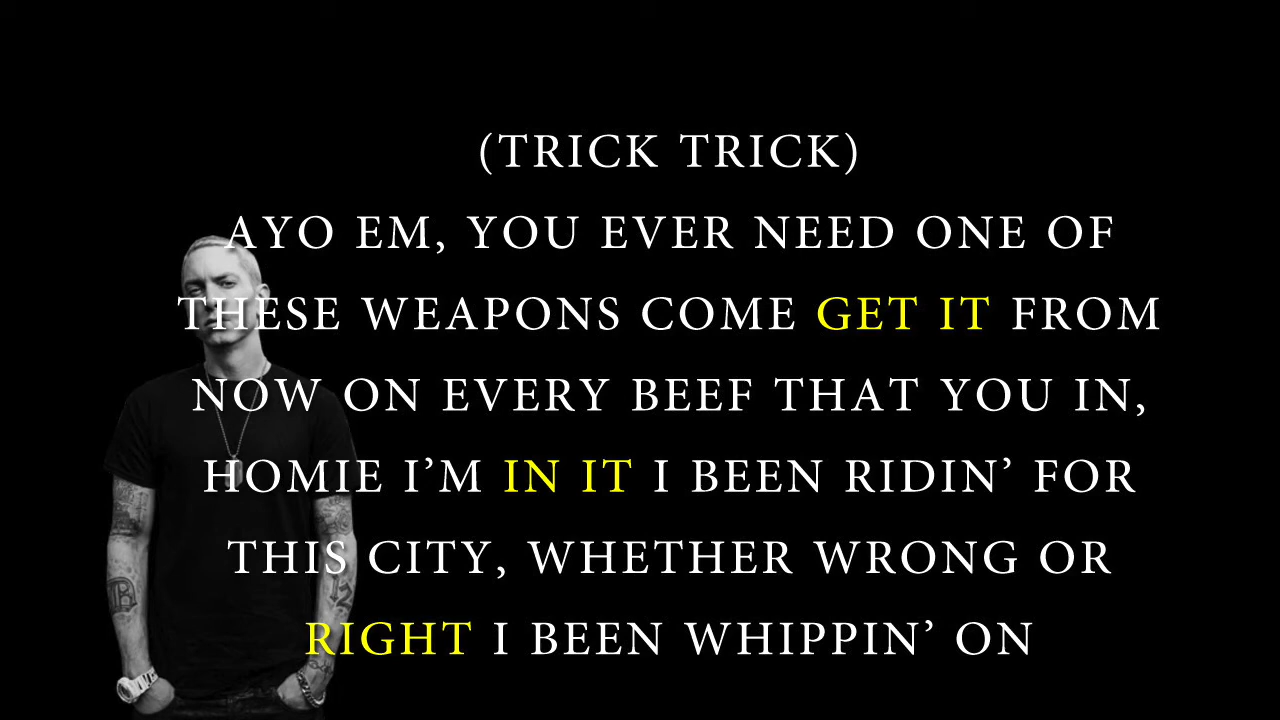 (TRICK TRICK)
AYO EM, YOU EVER NEED ONE OF
THESE WEAPONS COME GET IT FROM
NOW ON EVERY BEEF THAT YOU IN,
HOMIE I’M IN IT I BEEN RIDIN’ FOR
THIS CITY, WHETHER WRONG OR
RIGHT I BEEN WHIPPIN’ ON